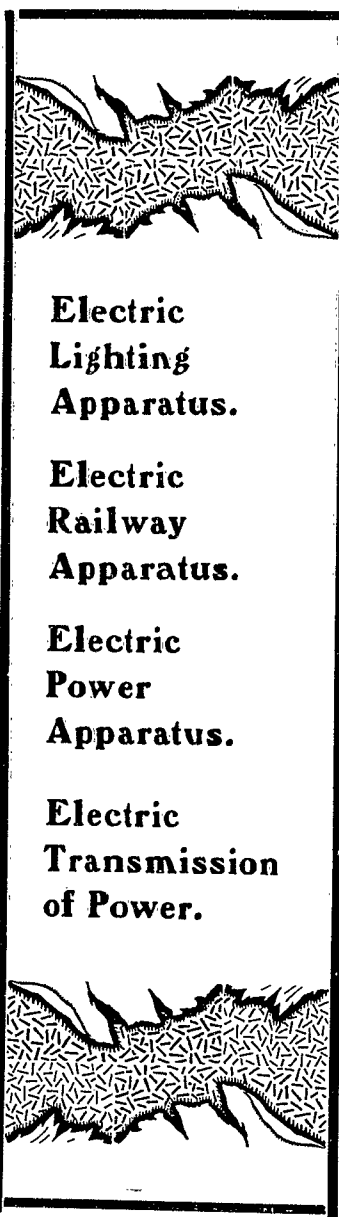 Electric
Lighting
Apparatus.
Electric
Railway
Apparatus.
Electric
Power
Apparatus.
Electric
Transmission
of Power.